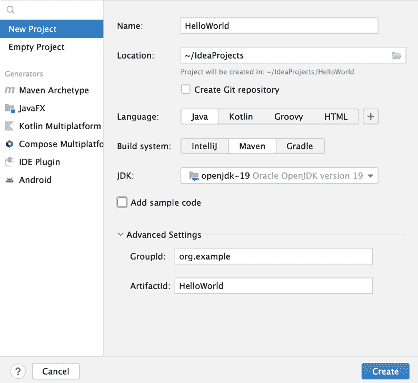 New Project
Empty Project
Generators
Maven Archetype
JavaFX
Kotlin Multiplatform
Compose Multiplatfo
IDE Plugin
Android
Name: HelloWorld
Location: ~/IdeaProjects
Project will be created in: ~/IdeaProjects/HelloWorld
Create Git repository
Language: Java Kotlin Groovy HTML +
Build system: IntelliJ Maven Gradle
JDK: openjdk-19 Oracle OpenJDK version 19
Add sample code
Advanced Settings
GroupId: org.example
ArtifactId: HelloWorld
? Cancel Create